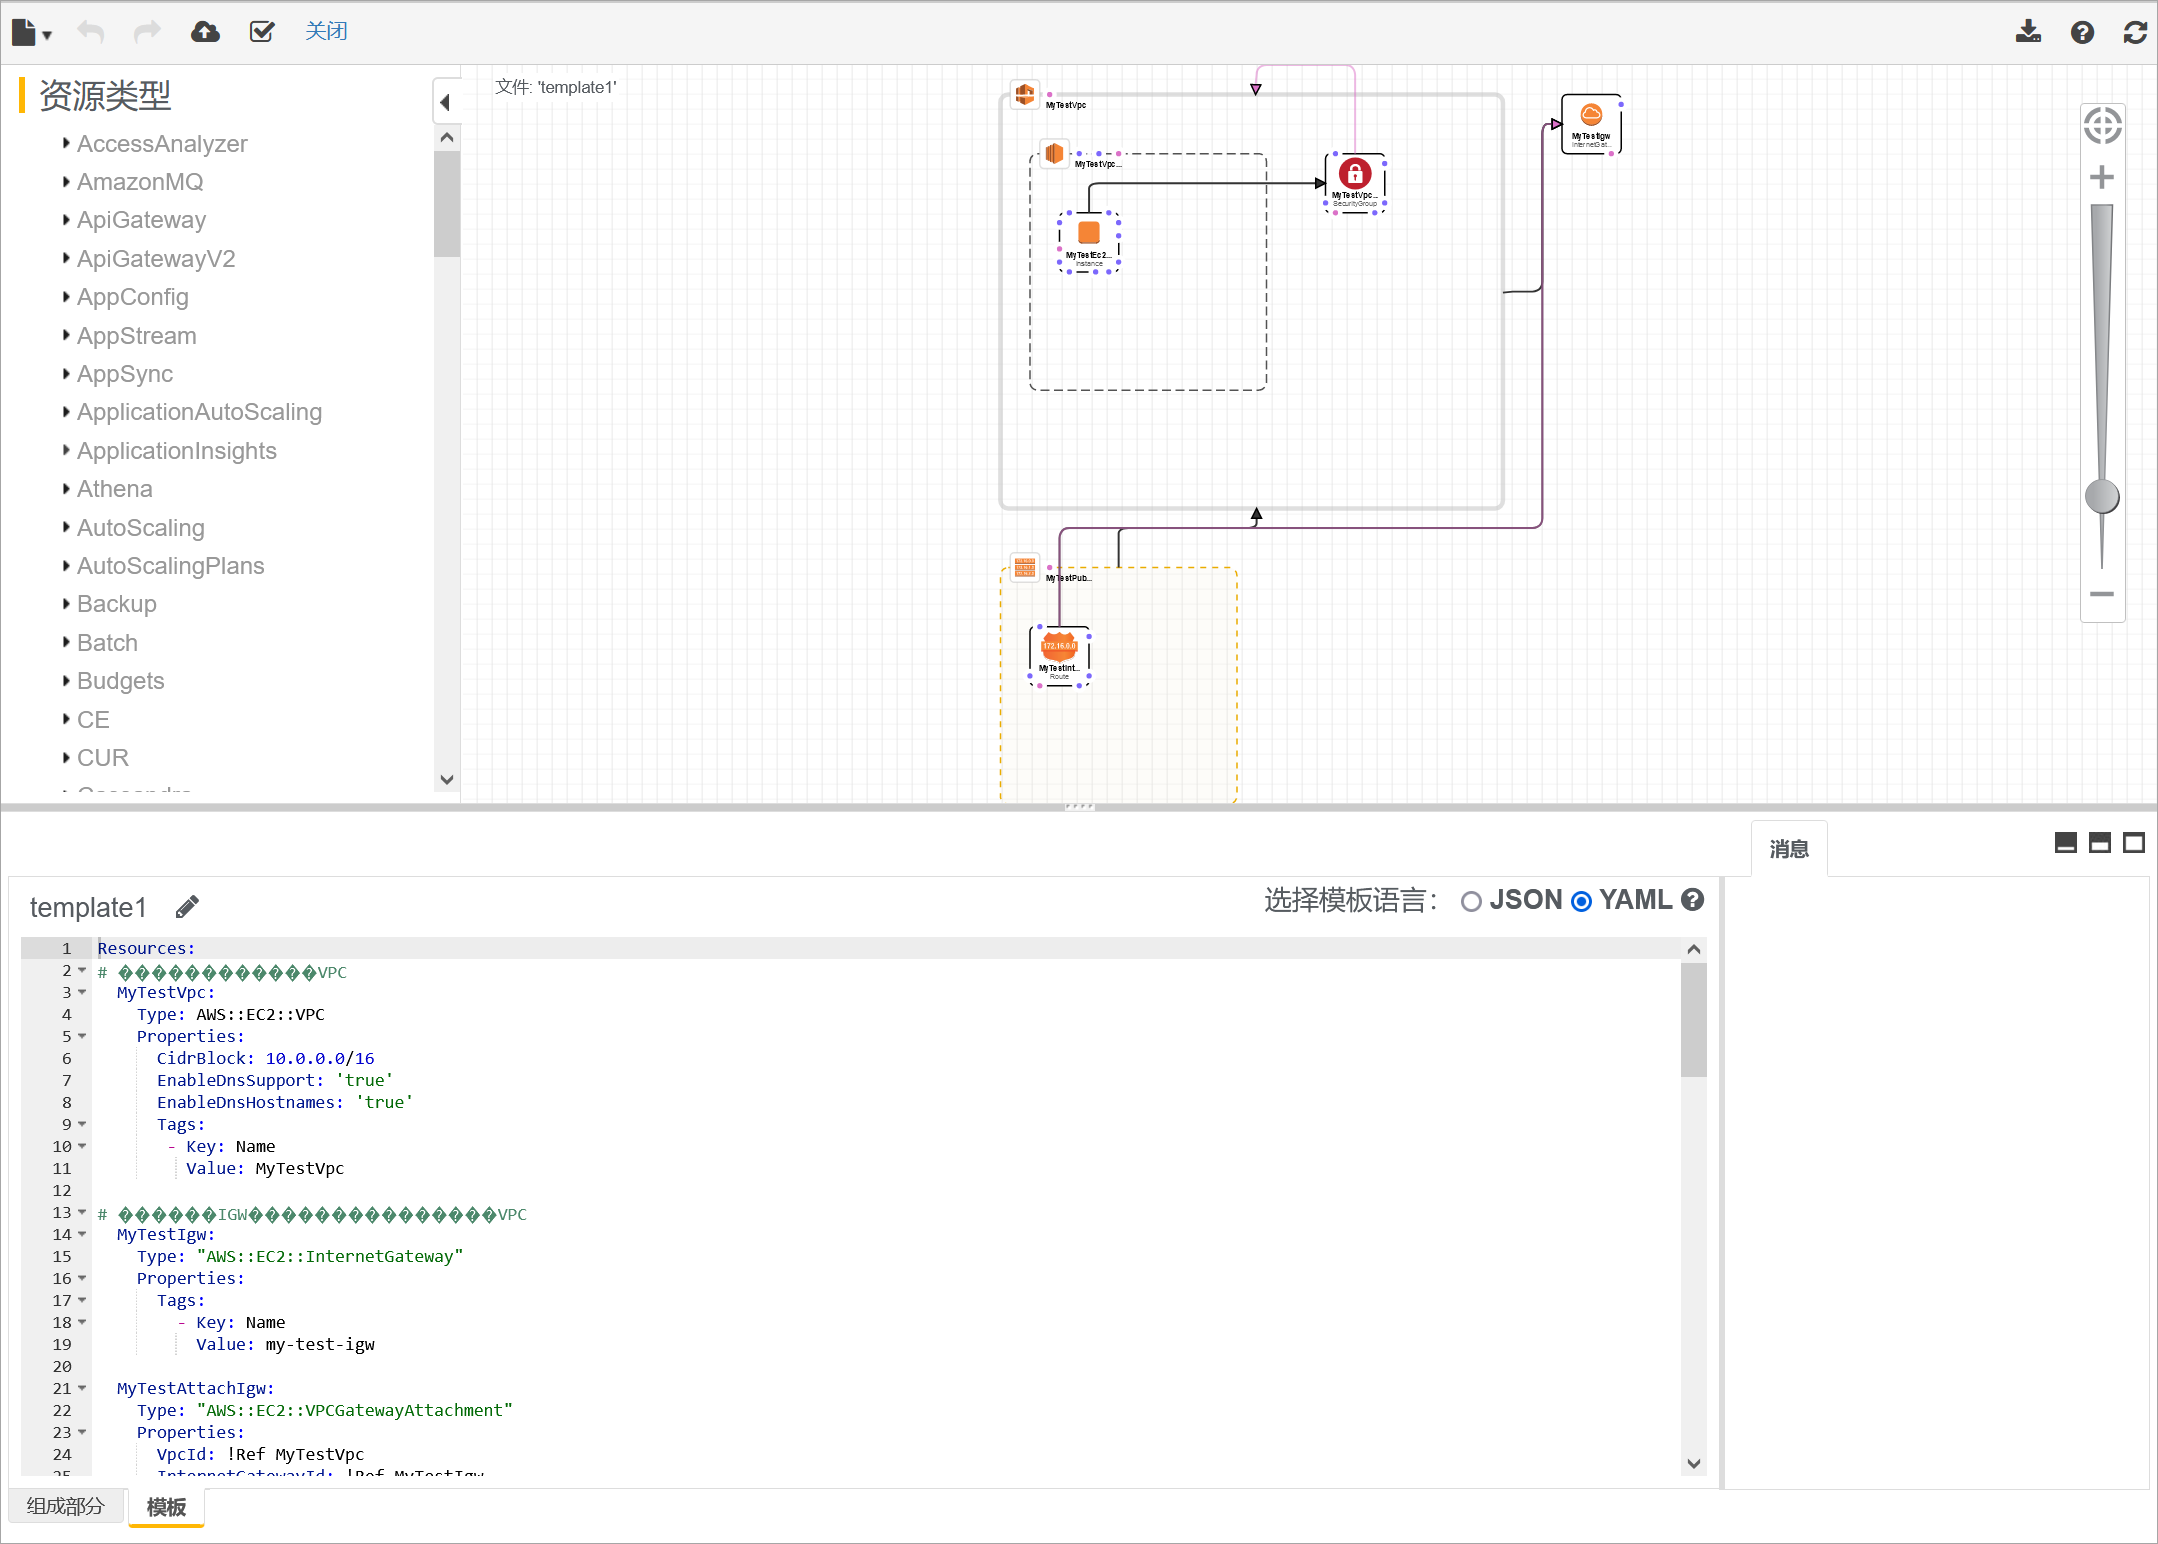 关闭
资源类型
AccessAnalyzer
AmazonMQ
ApiGateway
ApiGatewayV2
AppConfig
AppStream
AppSync
ApplicationAutoScaling
ApplicationInsights
Athena
AutoScaling
AutoScalingPlans
Backup
Batch
Budgets
CE
CUR
Cassandra
文件: 'template1'
MyTestVpc
MyTestVpc...
MyTestEc2...
Instance
MyTestVpc...
SecurityGroup
MyTestIgw
InternetGat...
MyTestPub...
172.16.0.0
MyTestInt...
Route
消息
template1
选择模板语言： JSON YAML
1 Resources:
2 # ��������������������VPC
3 MyTestVpc:
4 Type: AWS::EC2::VPC
5 Properties:
6 CidrBlock: 10.0.0.0/16
7 EnableDnsSupport: 'true'
8 EnableDnsHostnames: 'true'
9 Tags:
10 - Key: Name
11 Value: MyTestVpc
12
13 # ������IGW���������������VPC
14 MyTestIgw:
15 Type: "AWS::EC2::InternetGateway"
16 Properties:
17 Tags:
18 - Key: Name
19 Value: my-test-igw
20
21 MyTestAttachIgw:
22 Type: "AWS::EC2::VPCGatewayAttachment"
23 Properties:
24 VpcId: !Ref MyTestVpc
25 InternetGatewayId: !Ref MyTestIgw
组成部分
模板